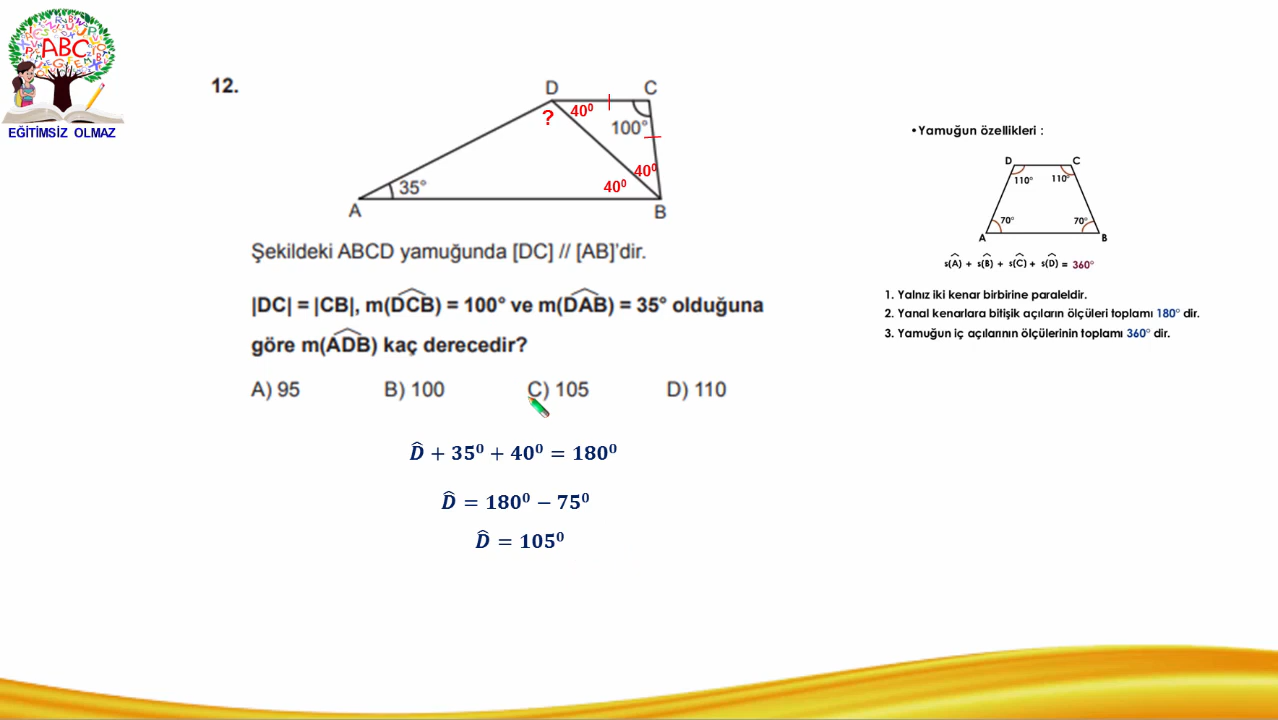 ABC
EĞİTİMSİZ OLMAZ
12.
D
C
?
40⁰
100°
40⁰
35°
40⁰
A
B
Şekildeki ABCD yamuğunda [DC] // [AB]'dir.
|DC| = |CB|, m(DCB) = 100° ve m(DAB) = 35° olduğuna
göre m(ADB) kaç derecedir?
A) 95 B) 100 C) 105 D) 110
D̂ + 35⁰ + 40⁰ = 180⁰
D̂ = 180⁰ − 75⁰
D̂ = 105⁰
• Yamuğun özellikleri :
D
C
110°
110°
70°
70°
A
B
s(A) + s(B) + s(C) + s(D) = 360°
1. Yalnız iki kenar birbirine paraleldir.
2. Yanal kenarlara bitişik açıların ölçüleri toplamı 180° dir.
3. Yamuğun iç açılarının ölçülerinin toplamı 360° dir.